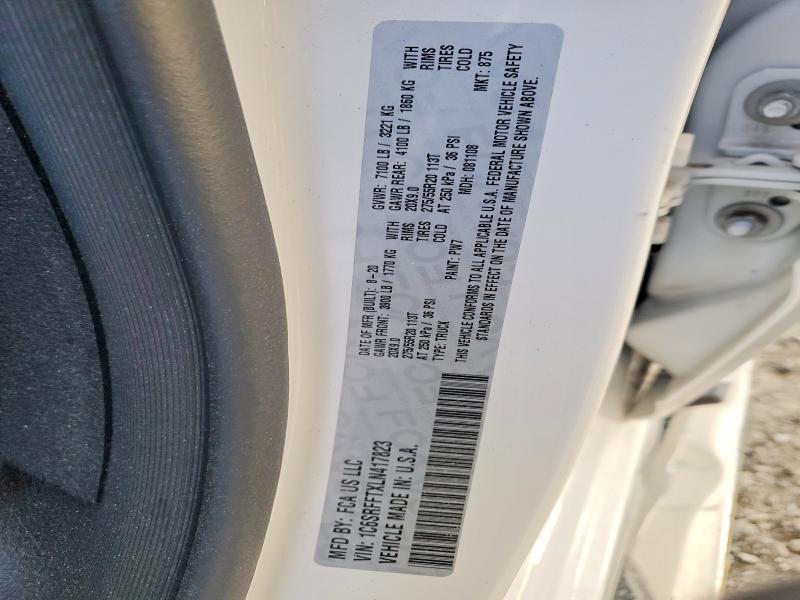 MFD BY: FCA US LLC
VIN: 1C6SRFFTXLN417823
VEHICLE MADE IN: U.S.A.
DATE OF MFR (BUILT): 8-20 GVWR: 7100 LB / 3221 KG
GAWR FRONT: 3900 LB / 1770 KG WITH GAWR REAR: 4100 LB / 1860 KG WITH
20X9.0 RIMS 20X9.0 RIMS
275/55R20 113T TIRES 275/55R20 113T TIRES
AT 250 kPa / 36 PSI COLD AT 250 kPa / 36 PSI COLD
TYPE: TRUCK PAINT: PW7 MDH: 081108 MKT: 875
THIS VEHICLE CONFORMS TO ALL APPLICABLE U.S.A. FEDERAL MOTOR VEHICLE SAFETY
STANDARDS IN EFFECT ON THE DATE OF MANUFACTURE SHOWN ABOVE.